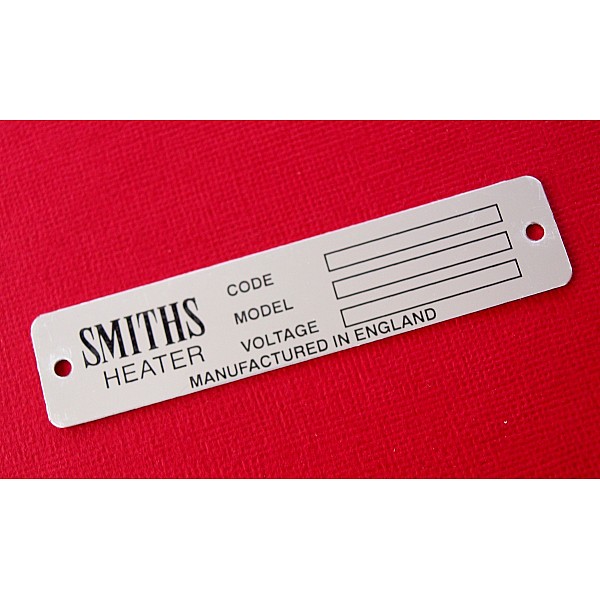 SMITHS
HEATER
CODE
MODEL
VOLTAGE
MANUFACTURED IN ENGLAND